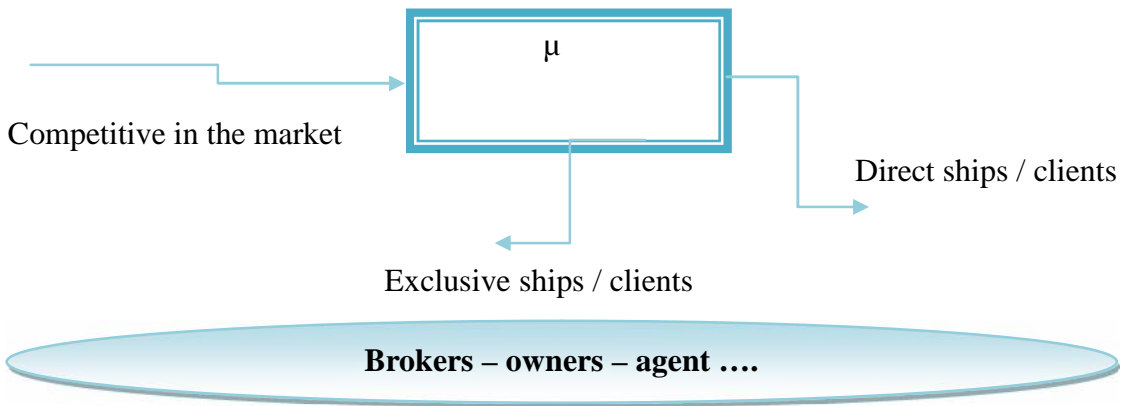 μ
Competitive in the market
Direct ships / clients
Exclusive ships / clients
Brokers – owners – agent ….